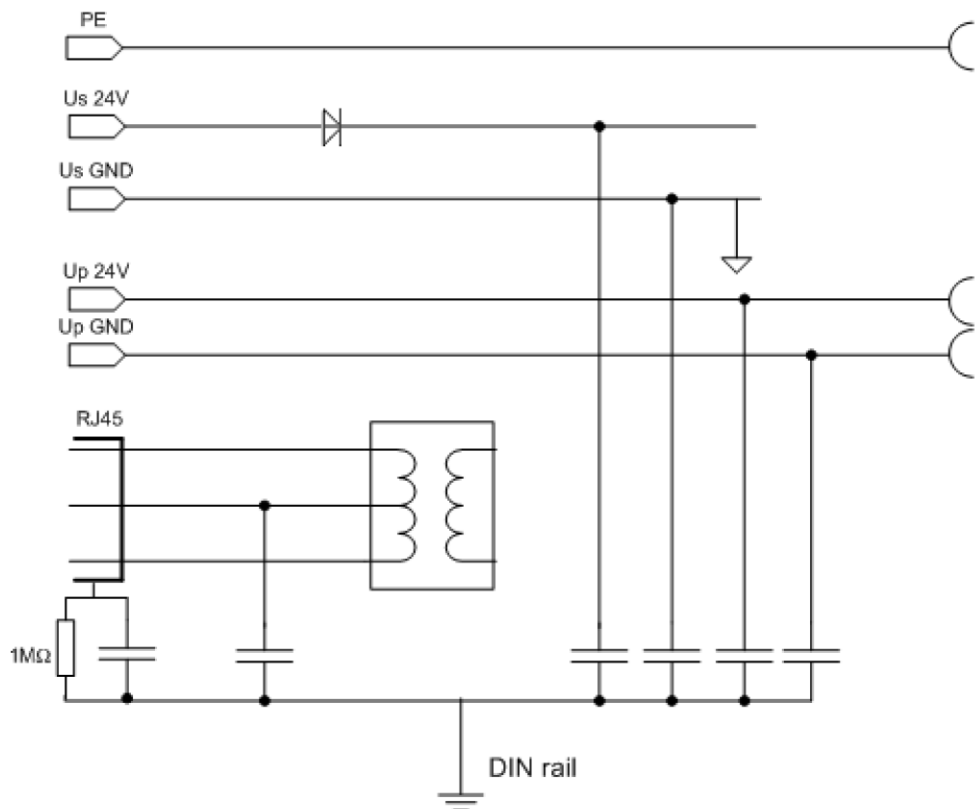 PE
Us 24V
Us GND
Up 24V
Up GND
RJ45
1MΩ
DIN rail